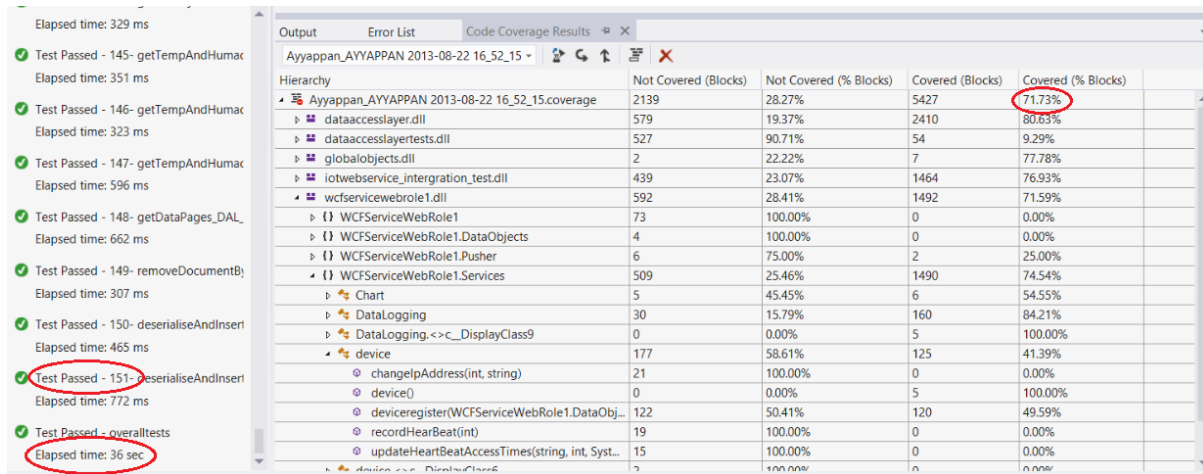 Elapsed time: 329 ms
Test Passed - 145- getTempAndHumac
Elapsed time: 351 ms
Test Passed - 146- getTempAndHumac
Elapsed time: 323 ms
Test Passed - 147- getTempAndHumac
Elapsed time: 596 ms
Test Passed - 148- getDataPages_DAL_
Elapsed time: 662 ms
Test Passed - 149- removeDocumentBy
Elapsed time: 307 ms
Test Passed - 150- deserialiseAndInsert
Elapsed time: 465 ms
Test Passed - 151- deserialiseAndInsert
Elapsed time: 772 ms
Test Passed - overalltests
Elapsed time: 36 sec
Output Error List Code Coverage Results
Ayyappan_AYYAPPAN 2013-08-22 16_52_15
Hierarchy Not Covered (Blocks) Not Covered (% Blocks) Covered (Blocks) Covered (% Blocks)
Ayyappan_AYYAPPAN 2013-08-22 16_52_15.coverage 2139 28.27% 5427 71.73%
dataaccesslayer.dll 579 19.37% 2410 80.63%
dataaccesslayertests.dll 527 90.71% 54 9.29%
globalobjects.dll 2 22.22% 7 77.78%
iotwebservice_intergration_test.dll 439 23.07% 1464 76.93%
wcfservicewebrole1.dll 592 28.41% 1492 71.59%
{} WCFServiceWebRole1 73 100.00% 0 0.00%
{} WCFServiceWebRole1.DataObjects 4 100.00% 0 0.00%
{} WCFServiceWebRole1.Pusher 6 75.00% 2 25.00%
{} WCFServiceWebRole1.Services 509 25.46% 1490 74.54%
Chart 5 45.45% 6 54.55%
DataLogging 30 15.79% 160 84.21%
DataLogging.<>c__DisplayClass9 0 0.00% 5 100.00%
device 177 58.61% 125 41.39%
changeIpAddress(int, string) 21 100.00% 0 0.00%
device() 0 0.00% 5 100.00%
deviceregister(WCFServiceWebRole1.DataObj... 122 50.41% 120 49.59%
recordHearBeat(int) 19 100.00% 0 0.00%
updateHeartBeatAccessTimes(string, int, Syst... 15 100.00% 0 0.00%
device.<>c__DisplayClass6 2 100.00% 0 0.00%